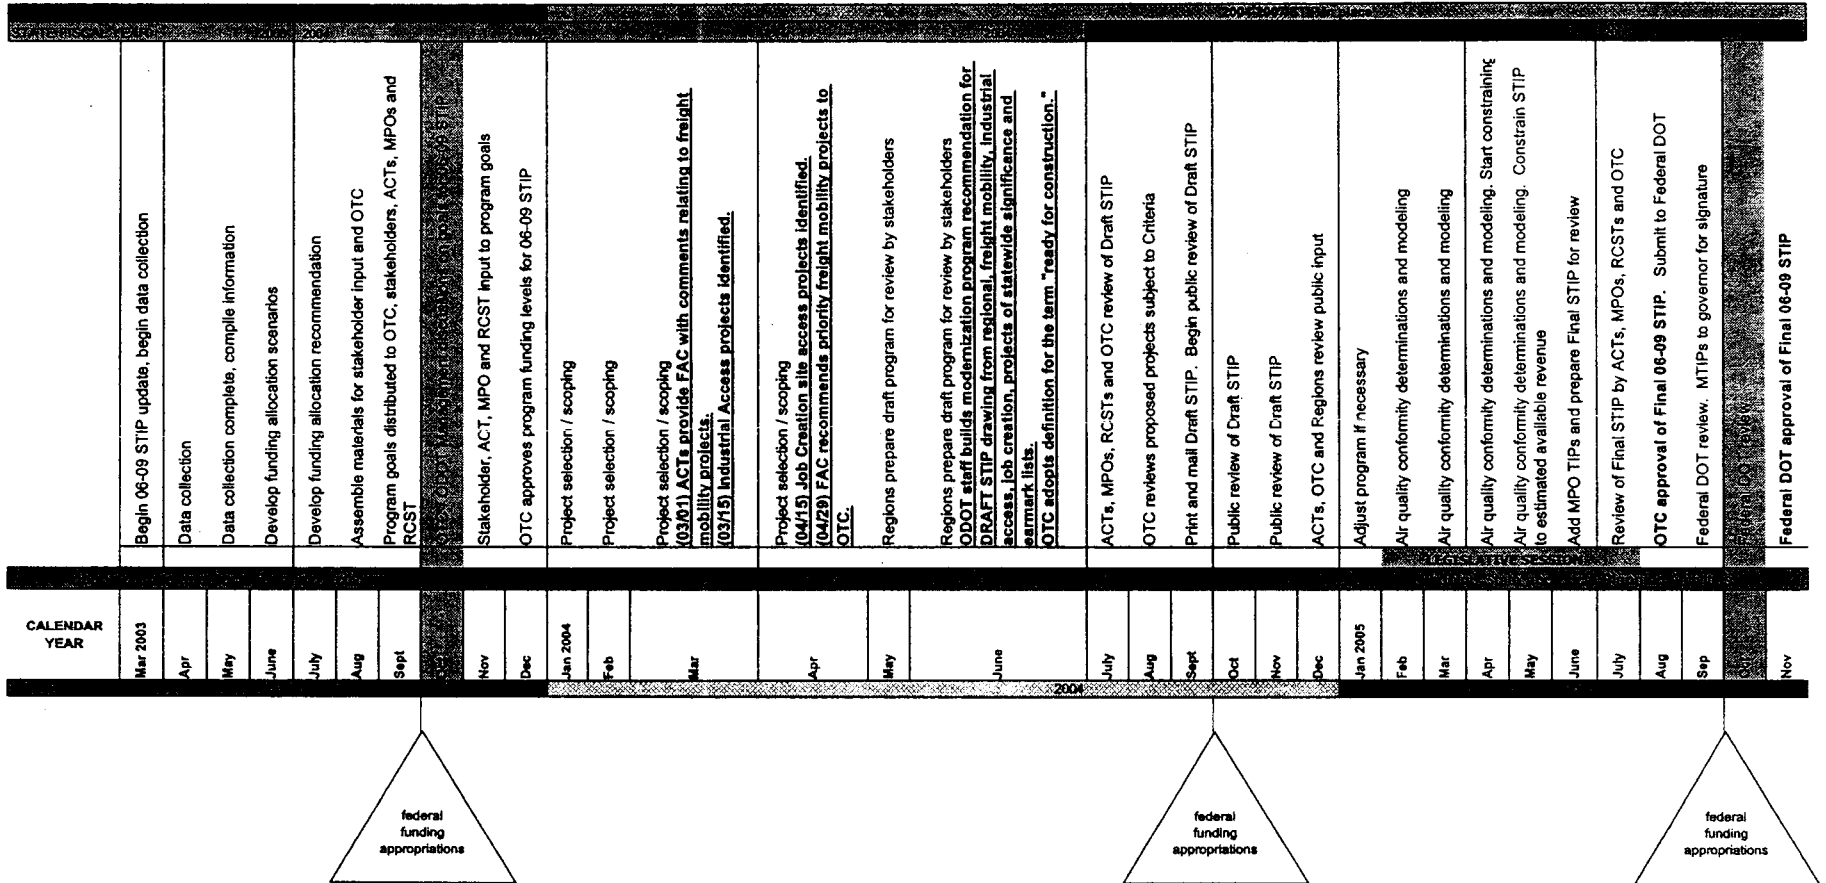 CALENDAR
YEAR
Mar 2003
Begin 06-09 STIP update, begin data collection
Apr
Data collection
May
Data collection complete, compile information
June
Develop funding allocation scenarios
July
Develop funding allocation recommendation
Aug
Assemble materials for stakeholder input and OTC
Sept
Program goals distributed to OTC, stakeholders, ACTs, MPOs and
RCST
Nov
Stakeholder, ACT, MPO and RCST input to program goals
Dec
OTC approves program funding levels for 06-09 STIP
Jan 2004
Project selection / scoping
Feb
Project selection / scoping
Mar
Project selection / scoping
(03/01) ACTs provide FAC with comments relating to freight
mobility projects.
(03/15) Industrial Access projects identified.
Apr
Project selection / scoping
(04/15) Job Creation site access projects identified.
(04/29) FAC recommends priority freight mobility projects to
OTC.
May
Regions prepare draft program for review by stakeholders
June
Regions prepare draft program for review by stakeholders
ODOT staff builds modernization program recommendation for
DRAFT STIP drawing from regional, freight mobility, industrial
access, job creation, projects of statewide significance and
earmark lists.
OTC adopts definition for the term "ready for construction."
July
ACTs, MPOs, RCSTs and OTC review of Draft STIP
Aug
OTC reviews proposed projects subject to Criteria
Sept
Print and mail Draft STIP. Begin public review of Draft STIP
Oct
Public review of Draft STIP
Nov
Public review of Draft STIP
Dec
ACTs, OTC and Regions review public input
Jan 2005
Adjust program if necessary
Feb
Air quality conformity determinations and modeling
Mar
Air quality conformity determinations and modeling
Apr
Air quality conformity determinations and modeling. Start constraining
May
Air quality conformity determinations and modeling. Constrain STIP
to estimated available revenue
June
Add MPO TIPs and prepare Final STIP for review
July
Review of Final STIP by ACTs, MPOs, RCSTs and OTC
Aug
OTC approval of Final 06-09 STIP. Submit to Federal DOT
Sep
Federal DOT review. MTIPs to governor for signature
Oct
Federal DOT review
Nov
Federal DOT approval of Final 06-09 STIP
LEGISLATIVE SESSION
2004
federal
funding
appropriations
federal
funding
appropriations
federal
funding
appropriations